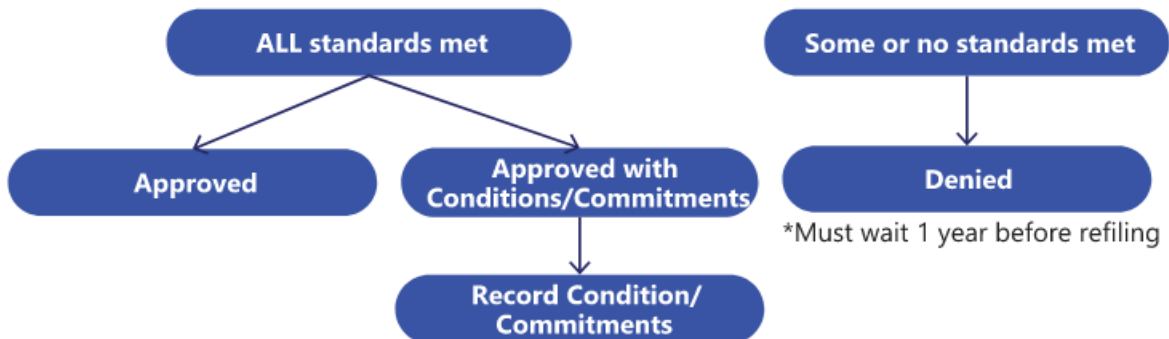 ALL standards met
Some or no standards met
Approved
Approved with
Conditions/Commitments
Denied
*Must wait 1 year before refiling
Record Condition/
Commitments